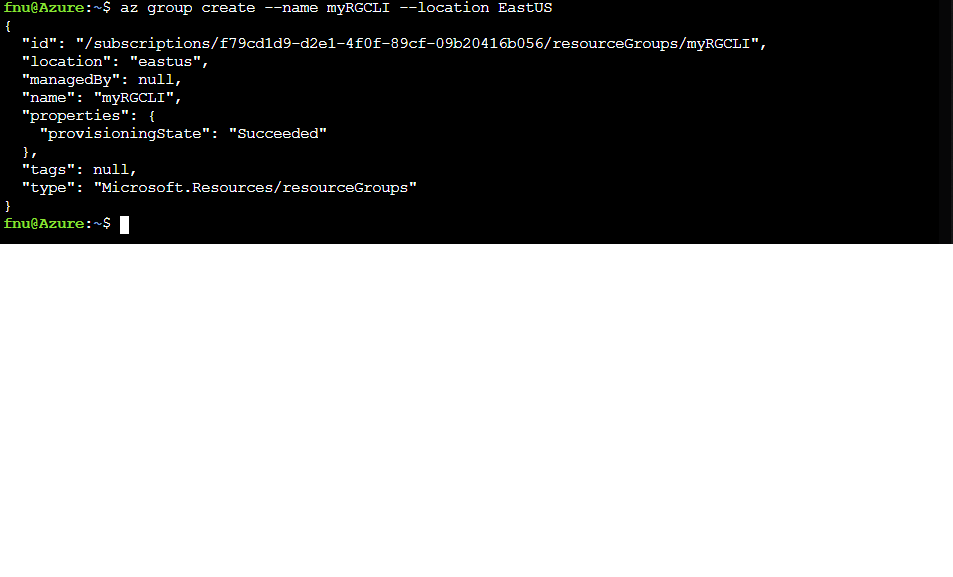 fnu@Azure:~$ az group create --name myRGCLI --location EastUS
{
  "id": "/subscriptions/f79cd1d9-d2e1-4f0f-89cf-09b20416b056/resourceGroups/myRGCLI",
  "location": "eastus",
  "managedBy": null,
  "name": "myRGCLI",
  "properties": {
    "provisioningState": "Succeeded"
  },
  "tags": null,
  "type": "Microsoft.Resources/resourceGroups"
}
fnu@Azure:~$